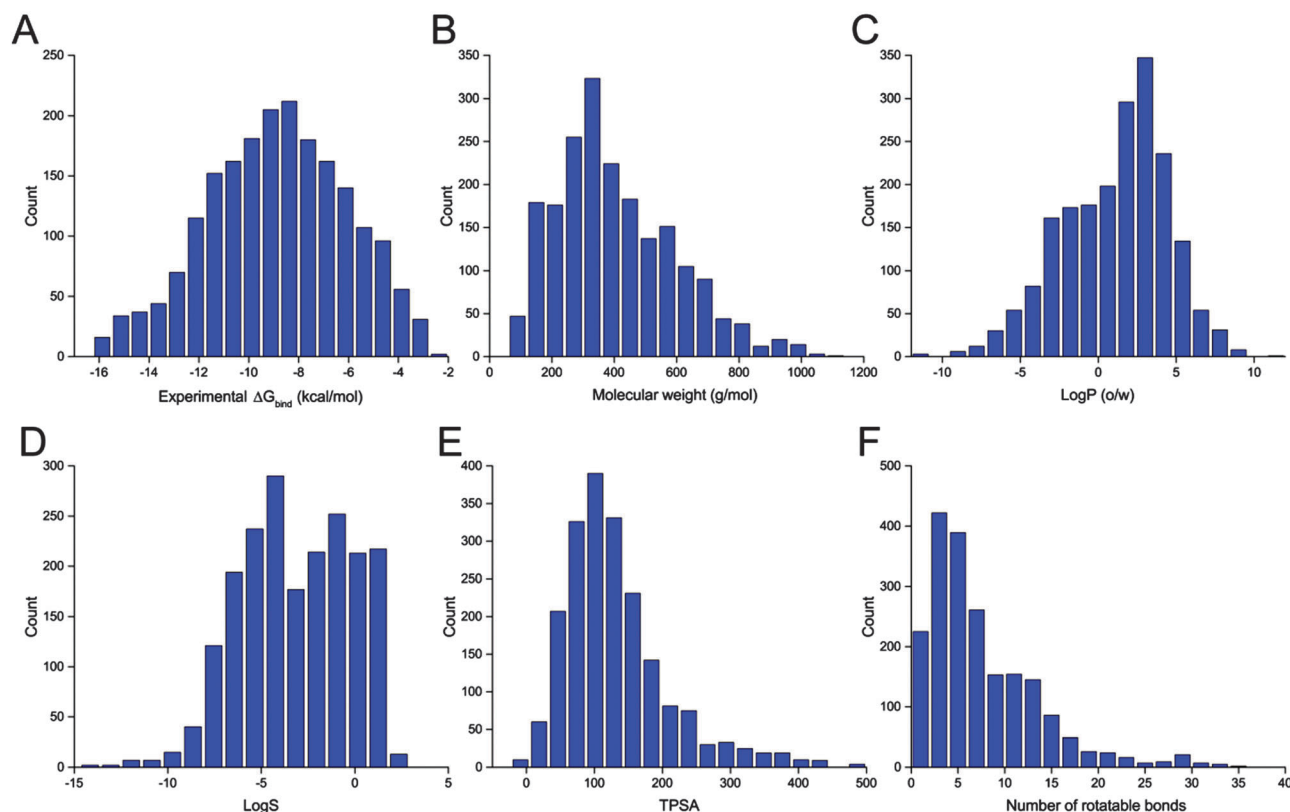 A
250
200
150
100
50
0
Count
-16 -14 -12 -10 -8 -6 -4 -2
Experimental ΔGbind (kcal/mol)
B
350
300
250
200
150
100
50
0
Count
200 400 600 800 1000 1200
Molecular weight (g/mol)
C
350
300
250
200
150
100
50
0
Count
-10 -5 0 5 10
LogP (o/w)
D
300
250
200
150
100
50
0
Count
-15 -10 -5 0 5
LogS
E
400
350
300
250
200
150
100
50
0
Count
0 100 200 300 400 500
TPSA
F
500
400
300
200
100
0
Count
0 5 10 15 20 25 30 35 40
Number of rotatable bonds